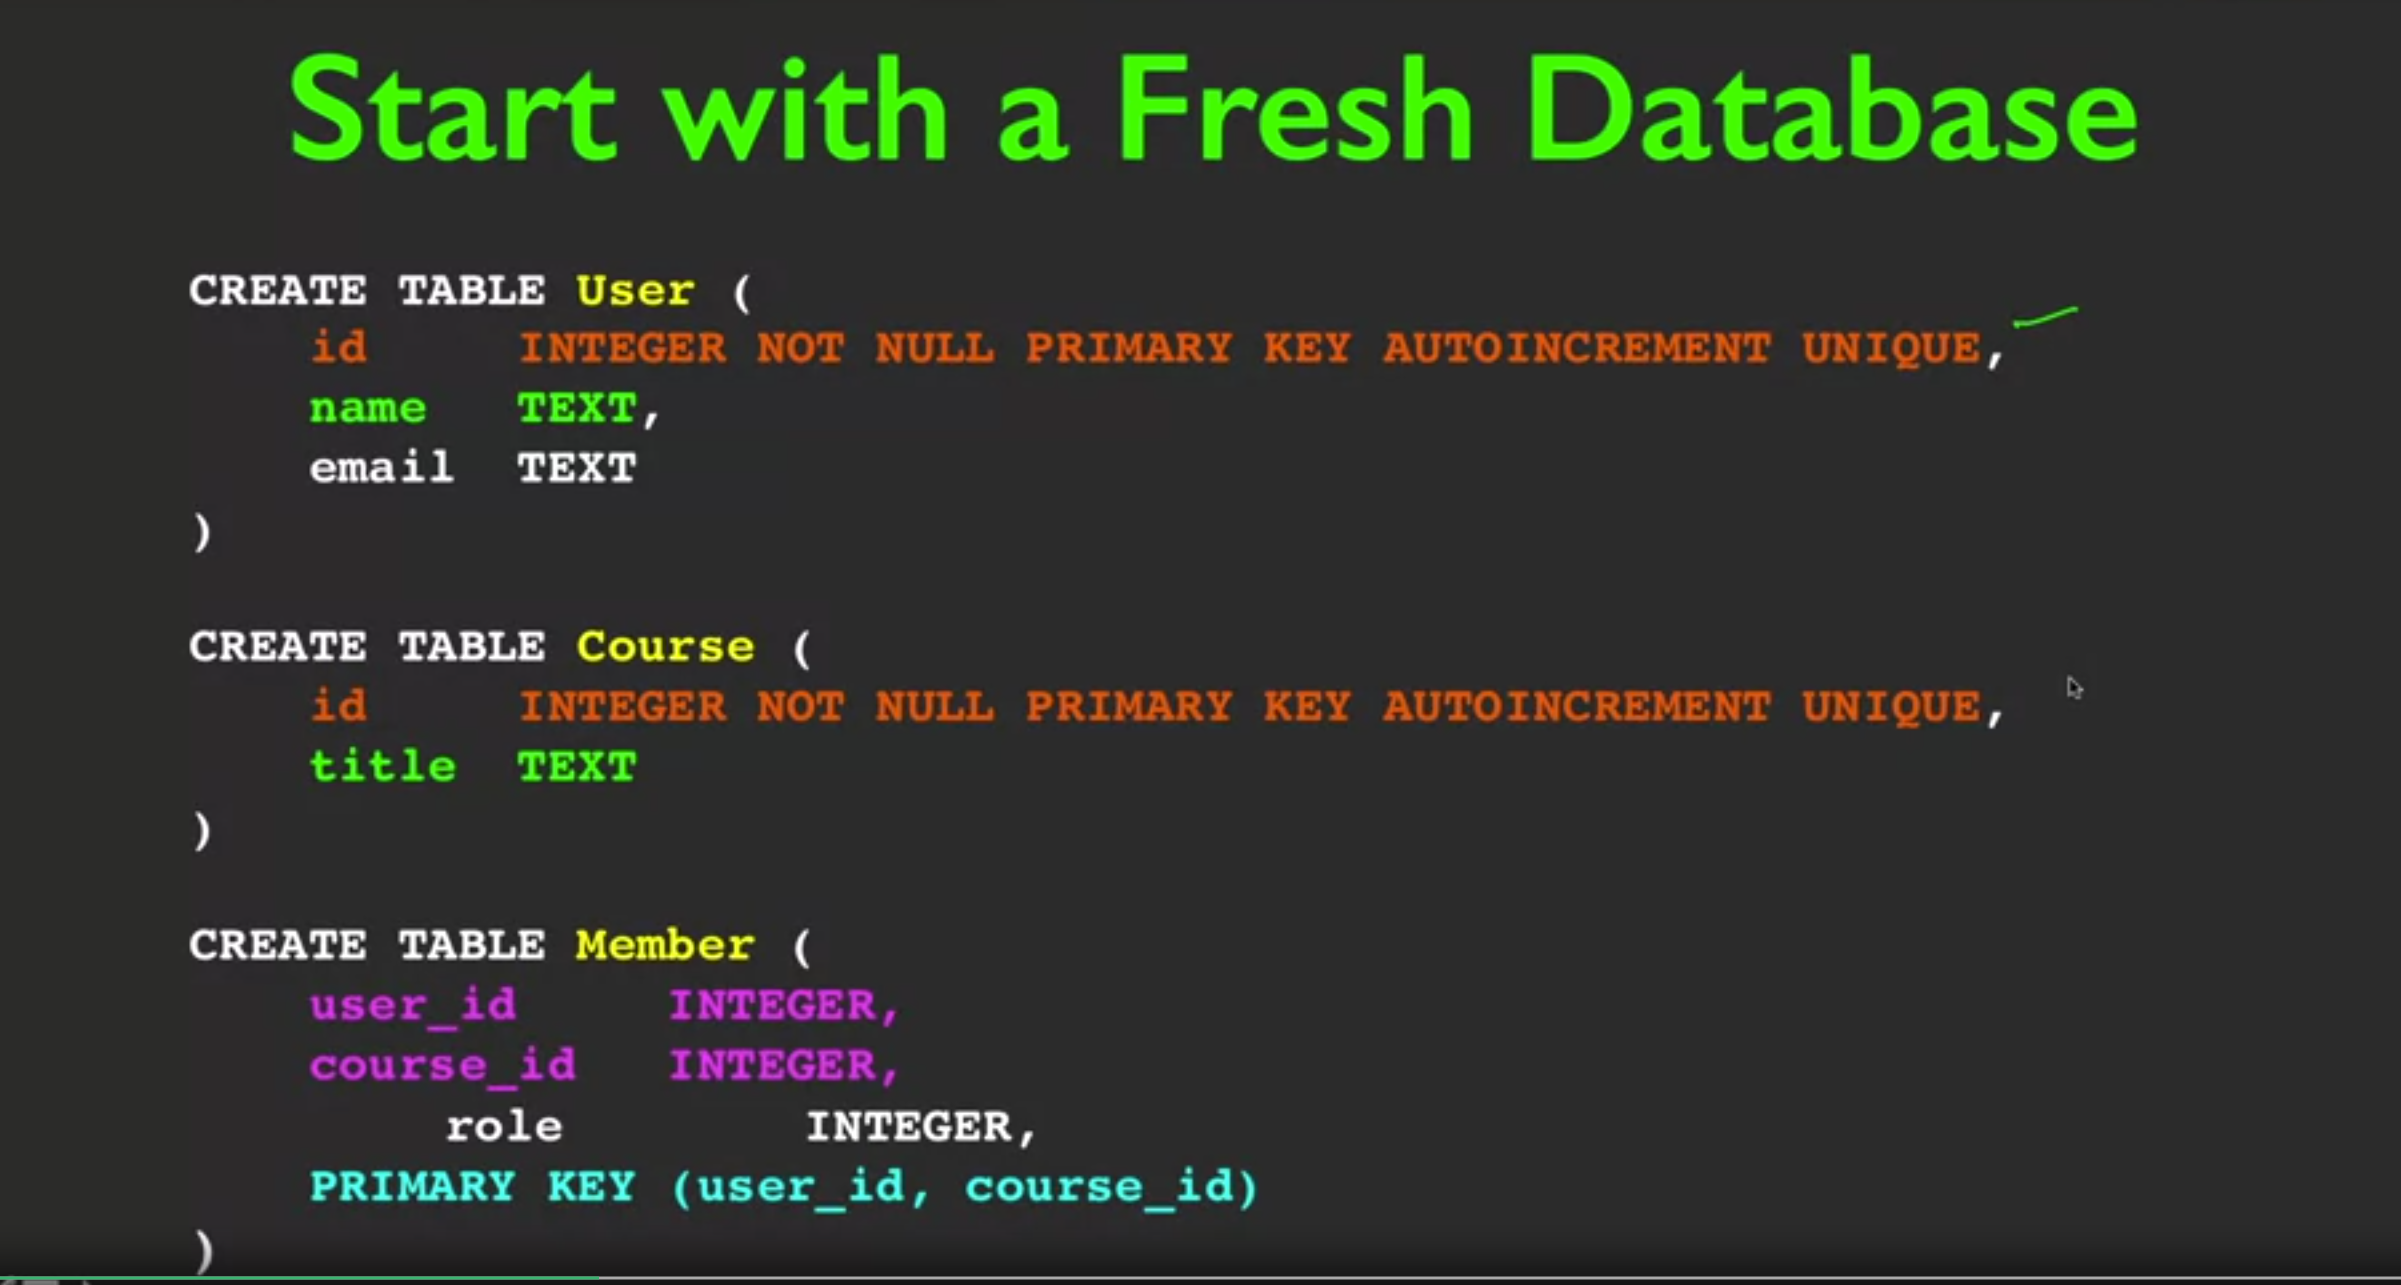 Start with a Fresh Database
CREATE TABLE User (
id INTEGER NOT NULL PRIMARY KEY AUTOINCREMENT UNIQUE,
name TEXT,
email TEXT
)
CREATE TABLE Course (
id INTEGER NOT NULL PRIMARY KEY AUTOINCREMENT UNIQUE,
title TEXT
)
CREATE TABLE Member (
user_id INTEGER,
course_id INTEGER,
role INTEGER,
PRIMARY KEY (user_id, course_id)
)